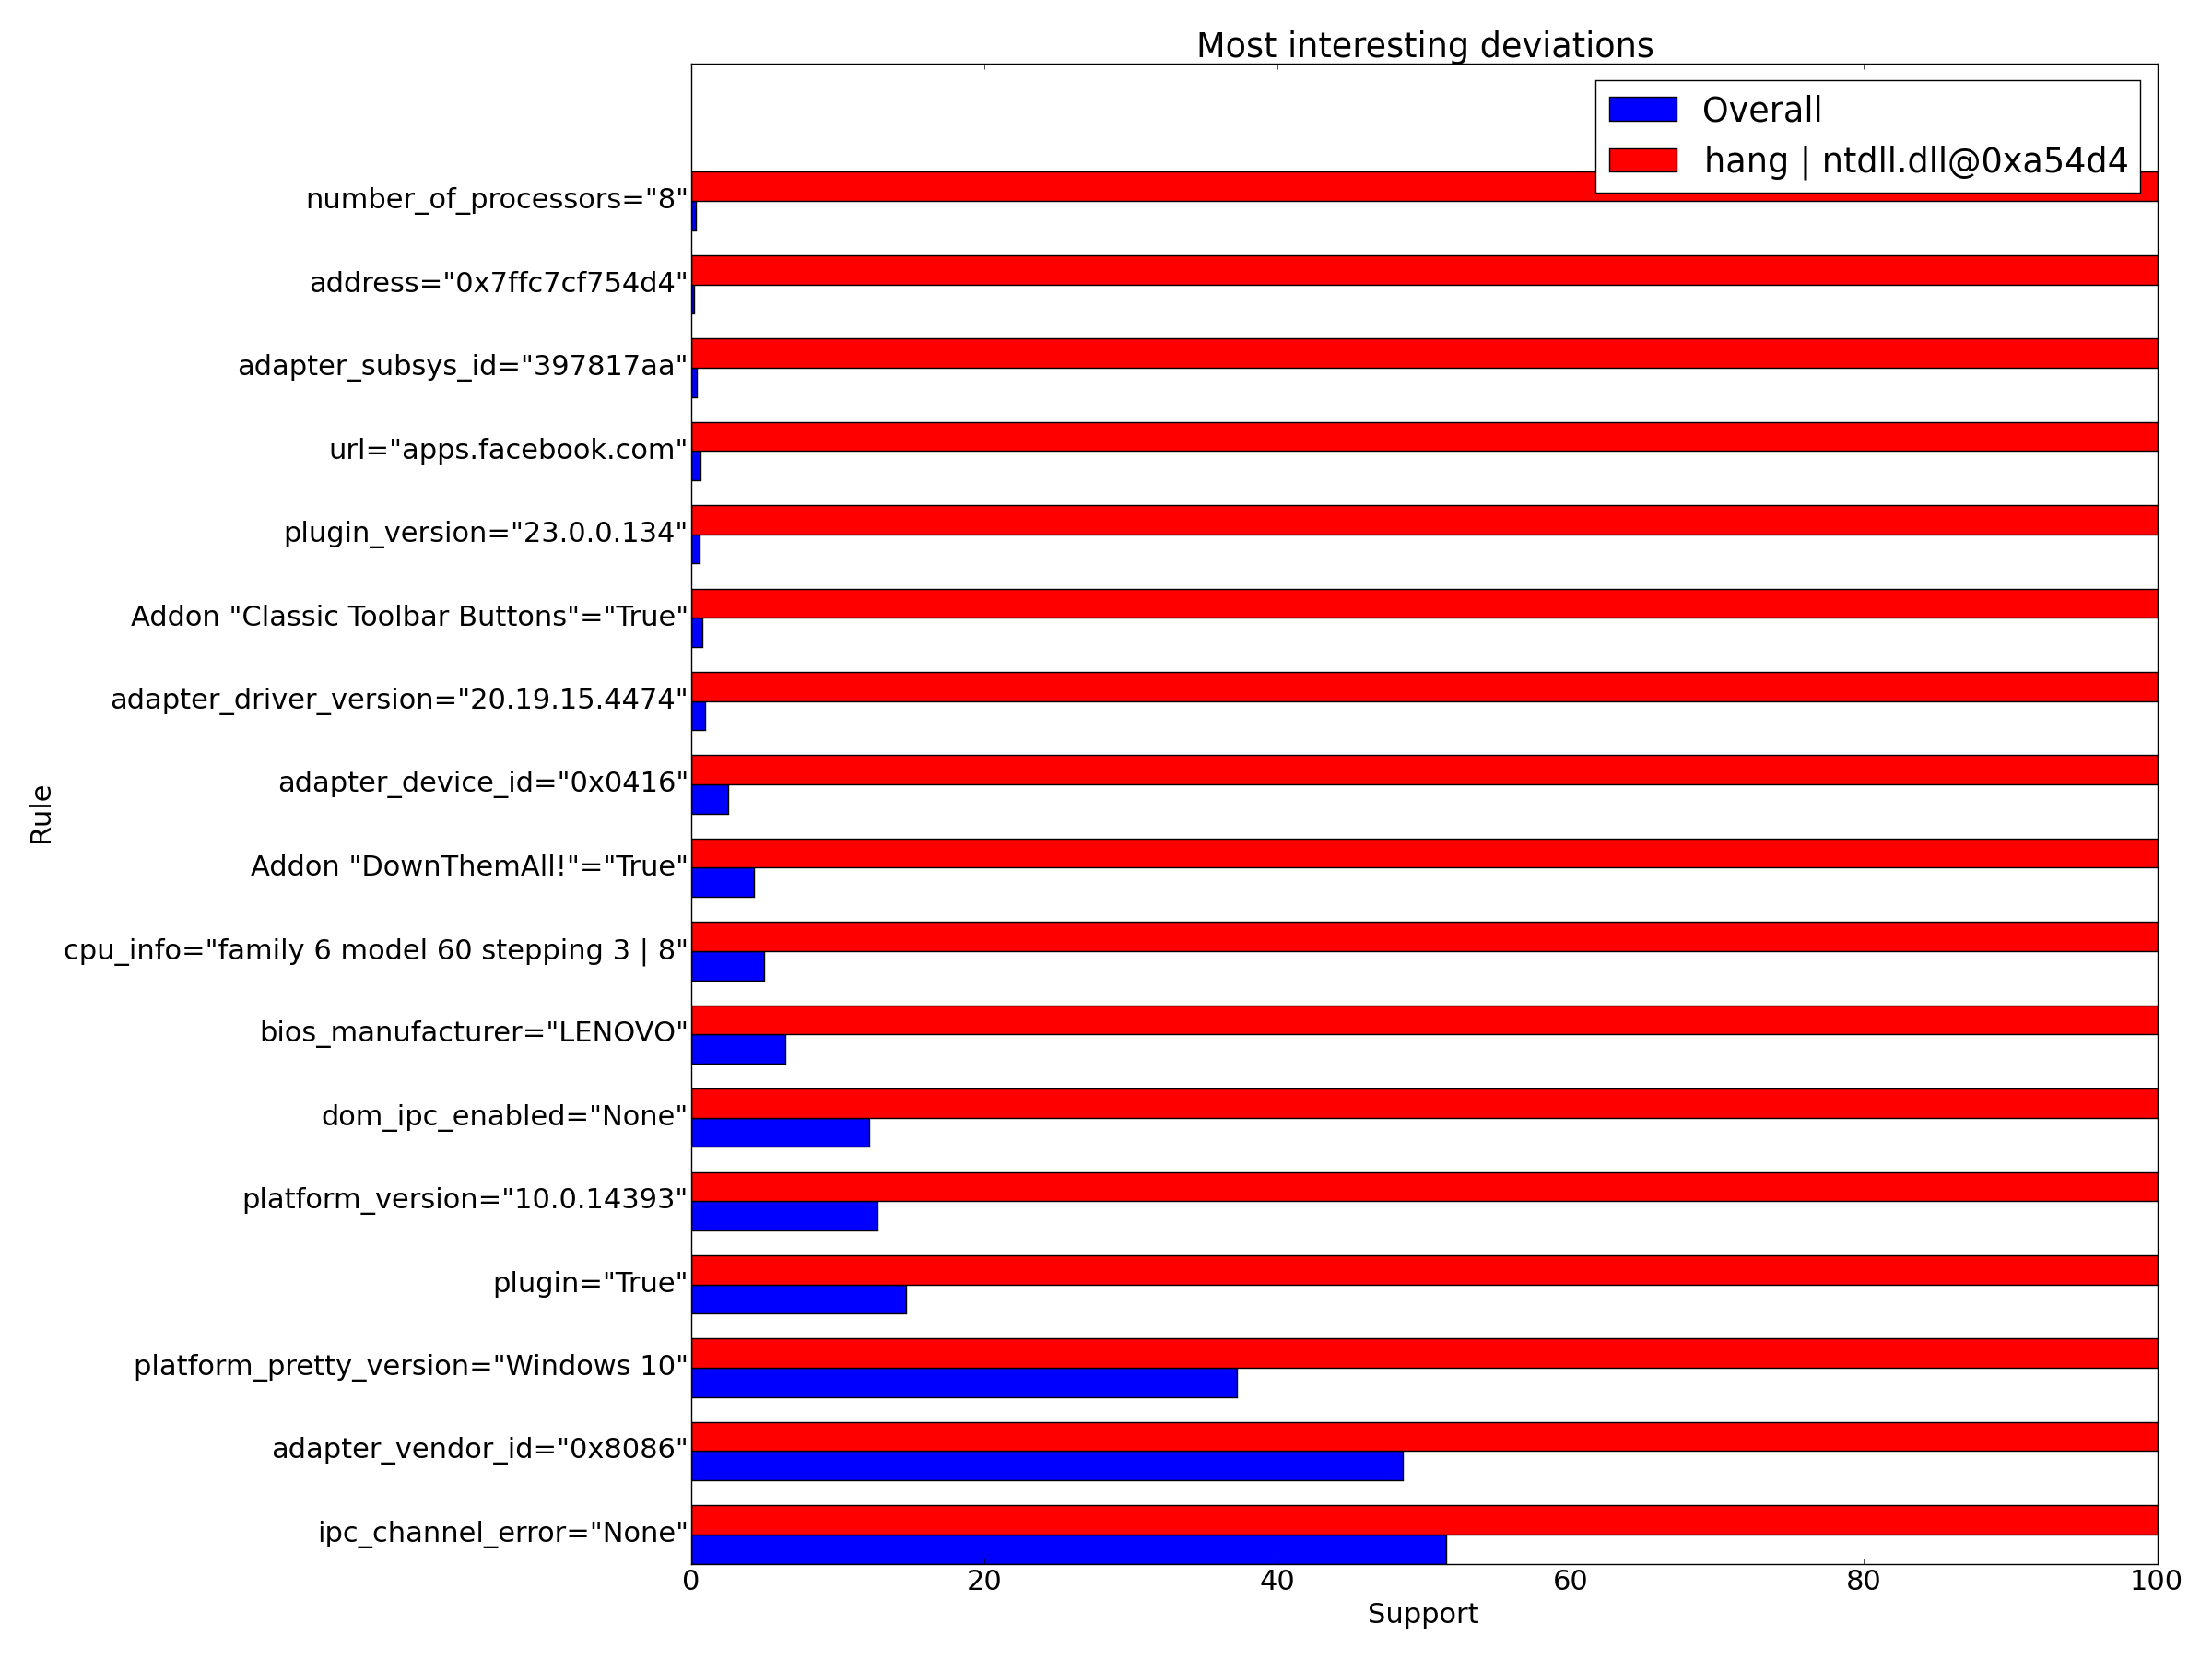 Most interesting deviations
Overall
hang | ntdll.dll@0xa54d4
number_of_processors="8"
address="0x7ffc7cf754d4"
adapter_subsys_id="397817aa"
url="apps.facebook.com"
plugin_version="23.0.0.134"
Addon "Classic Toolbar Buttons"="True"
adapter_driver_version="20.19.15.4474"
adapter_device_id="0x0416"
Rule
Addon "DownThemAll!"="True"
cpu_info="family 6 model 60 stepping 3 | 8"
bios_manufacturer="LENOVO"
dom_ipc_enabled="None"
platform_version="10.0.14393"
plugin="True"
platform_pretty_version="Windows 10"
adapter_vendor_id="0x8086"
ipc_channel_error="None"
0 20 40 60 80 100
Support